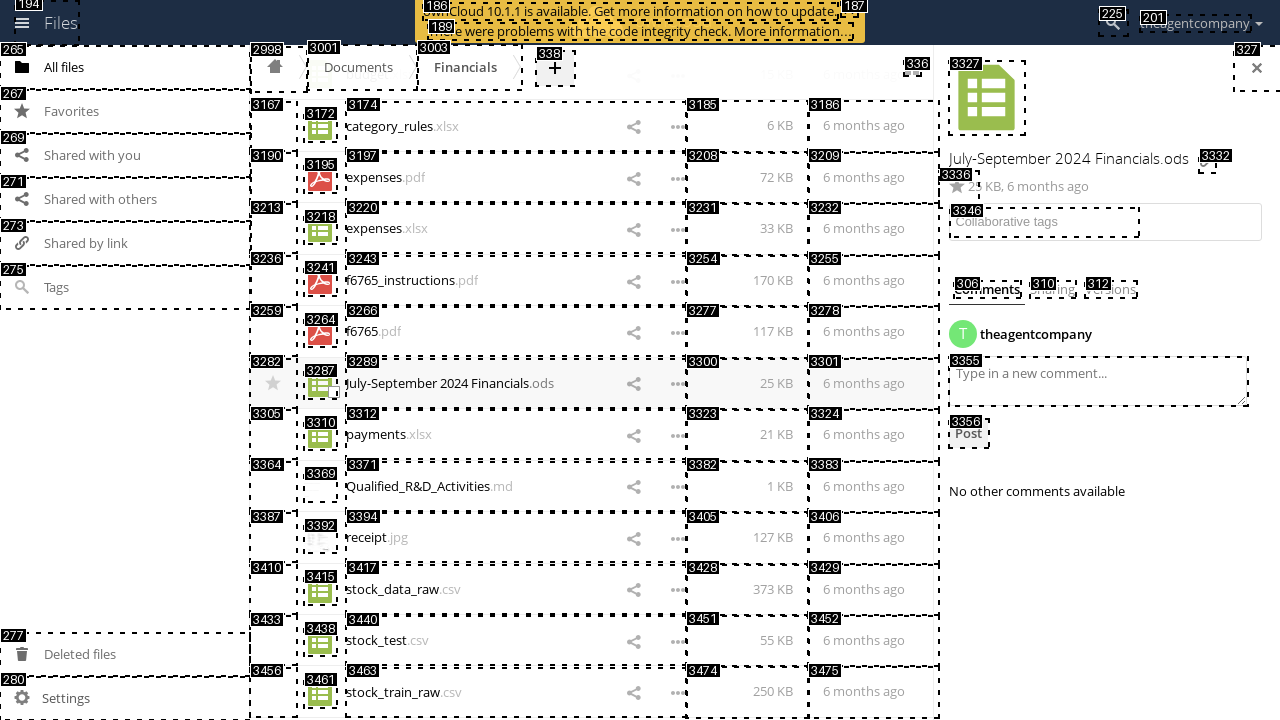 194
Files
186
ownCloud 10.1.1 is available. Get more information on how to update.
187
189
There were problems with the code integrity check. More information...
225
201
theagentcompany
265
All files
267
Favorites
269
Shared with you
271
Shared with others
273
Shared by link
275
Tags
277
Deleted files
280
Settings
2998
3001
Documents
3003
Financials
338
+
336
327
3167
3172
3174
category_rules.xlsx
3185
6 KB
3186
6 months ago
3190
3195
3197
expenses.pdf
3208
72 KB
3209
6 months ago
3213
3218
3220
expenses.xlsx
3231
33 KB
3232
6 months ago
3236
3241
3243
f6765_instructions.pdf
3254
170 KB
3255
6 months ago
3259
3264
3266
f6765.pdf
3277
117 KB
3278
6 months ago
3282
3287
3289
July-September 2024 Financials.ods
3300
25 KB
3301
6 months ago
3305
3310
3312
payments.xlsx
3323
21 KB
3324
6 months ago
3364
3369
3371
Qualified_R&D_Activities.md
3382
1 KB
3383
6 months ago
3387
3392
3394
receipt.jpg
3405
127 KB
3406
6 months ago
3410
3415
3417
stock_data_raw.csv
3428
373 KB
3429
6 months ago
3433
3438
3440
stock_test.csv
3451
55 KB
3452
6 months ago
3456
3461
3463
stock_train_raw.csv
3474
250 KB
3475
6 months ago
3327
July-September 2024 Financials.ods
3332
3336
25 KB, 6 months ago
3346
Collaborative tags
306
Comments
310
Sharing
312
Versions
T
theagentcompany
3355
Type in a new comment...
3356
Post
No other comments available